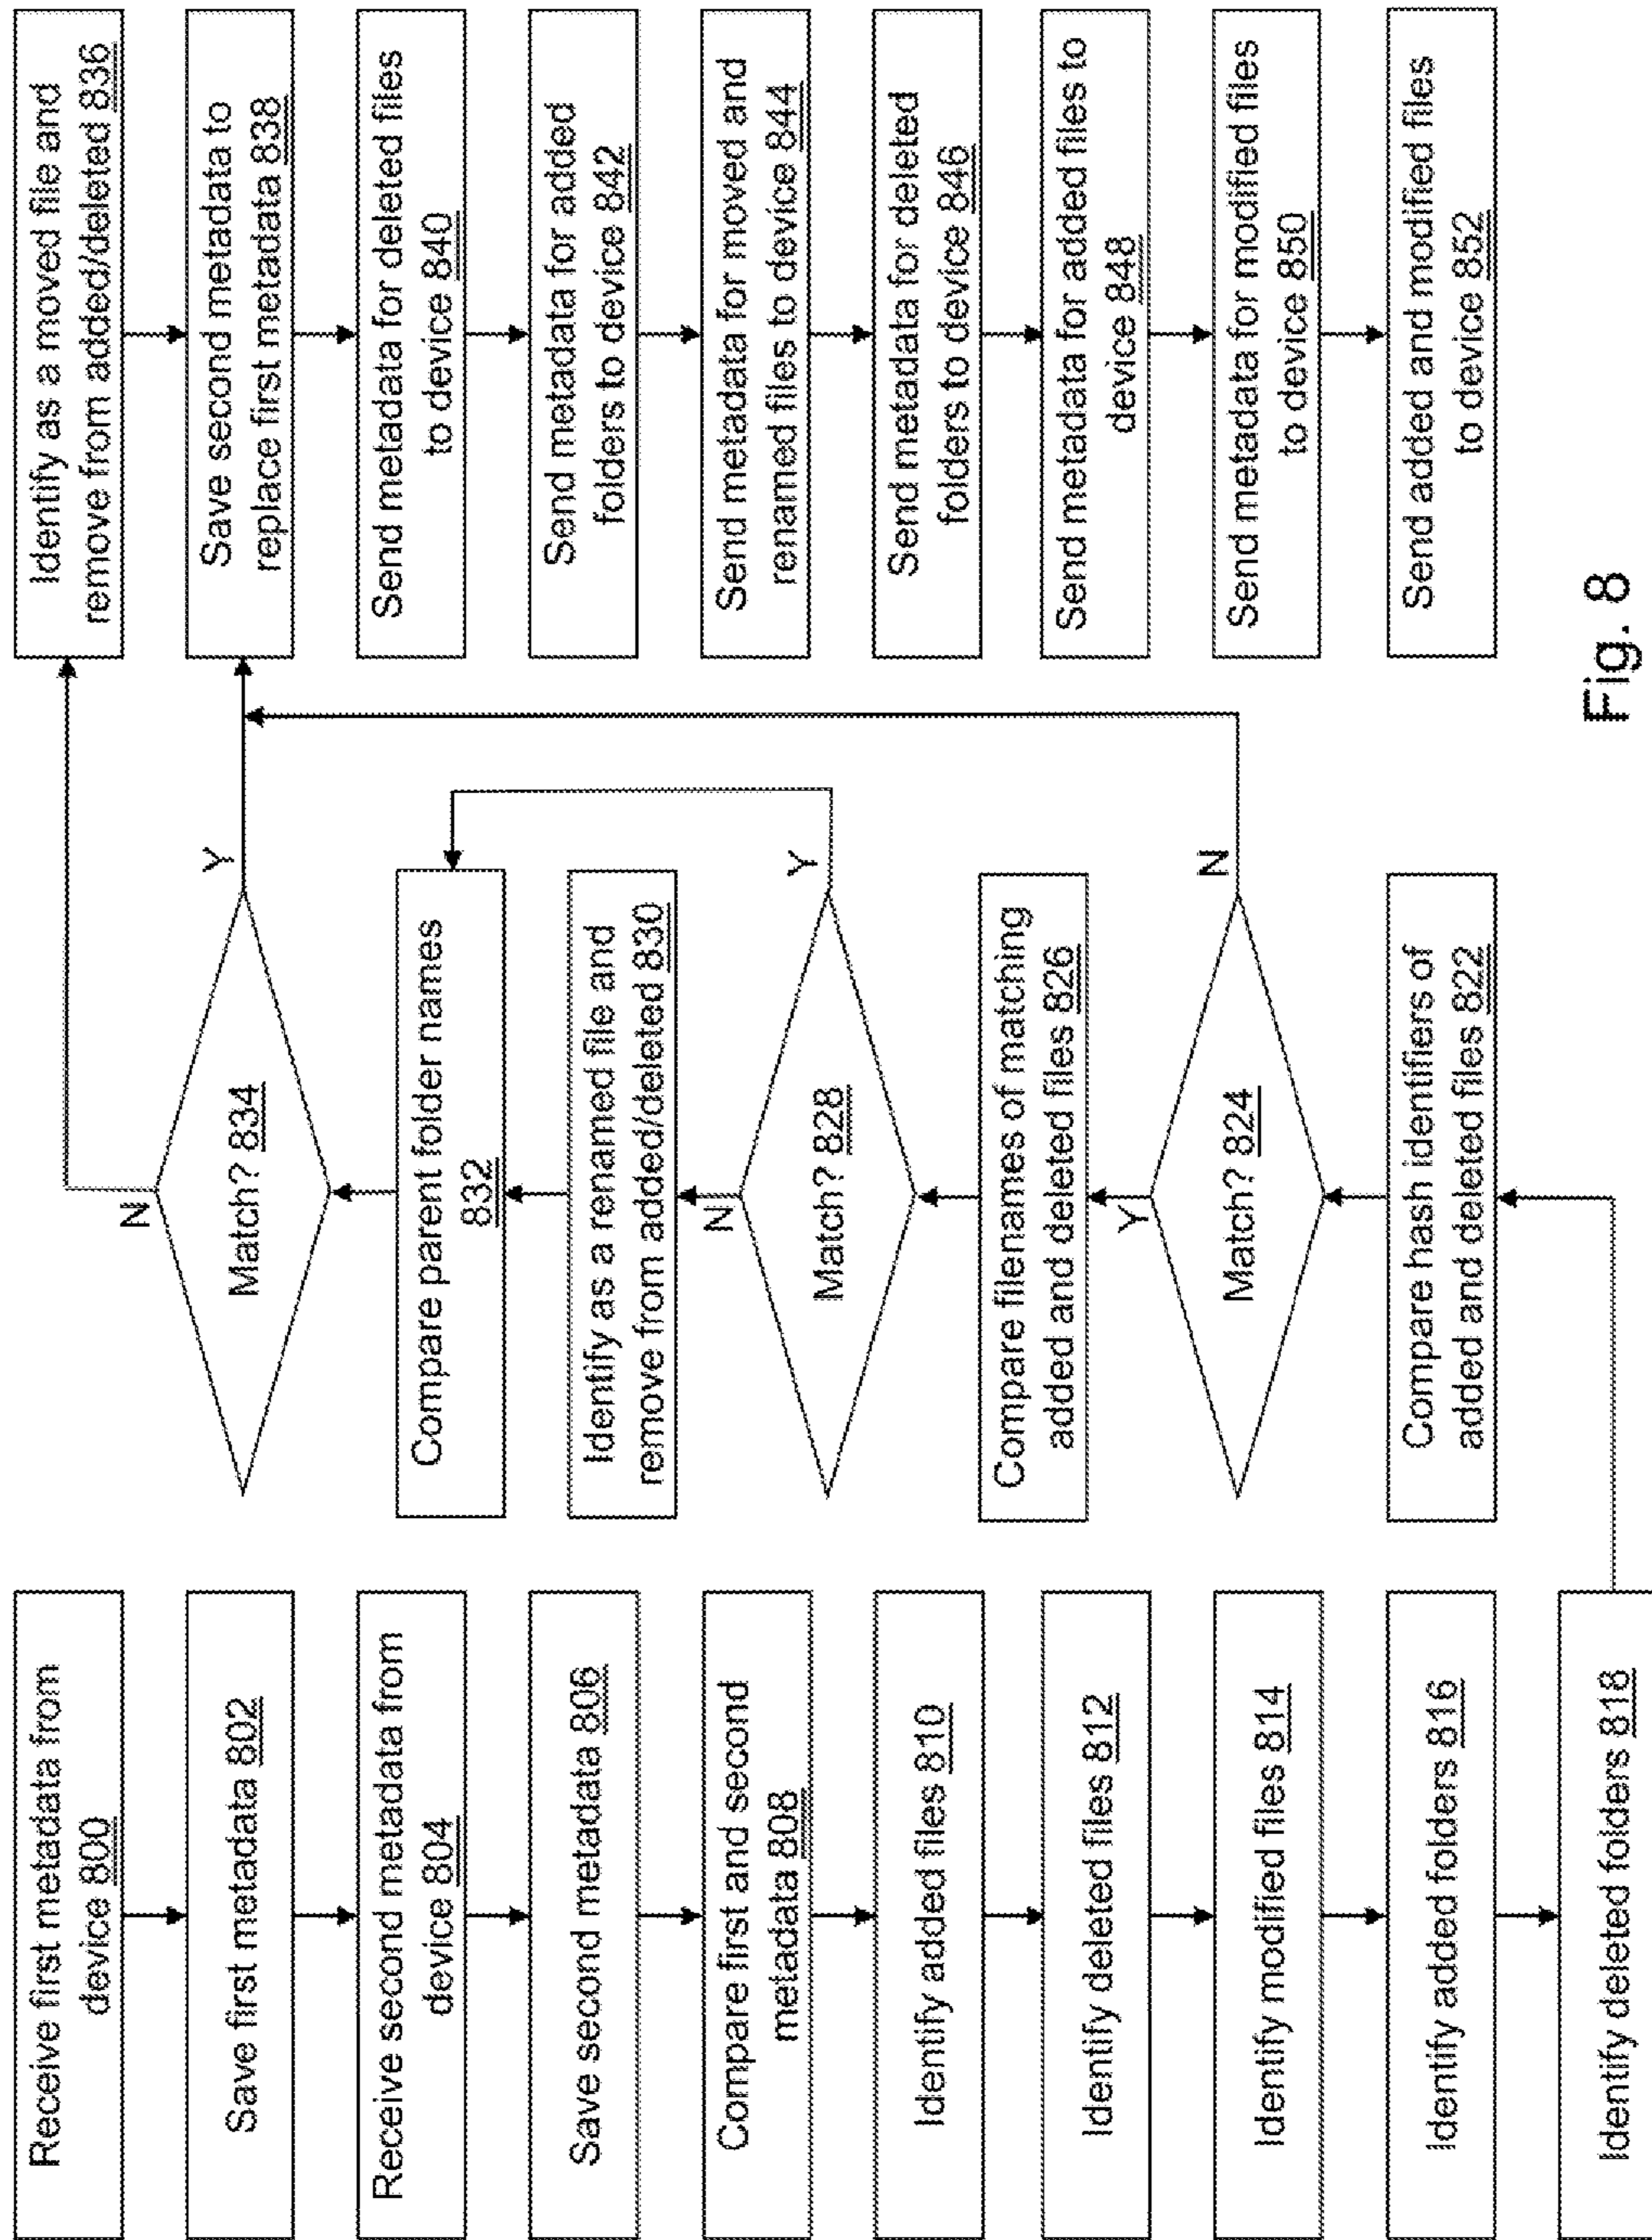 Receive first metadata from
device 800
Save first metadata 802
Receive second metadata from
device 804
Save second metadata 806
Compare first and second
metadata 808
Identify added files 810
Identify deleted files 812
Identify modified files 814
Identify added folders 816
Identify deleted folders 818
Compare hash identifiers of
added and deleted files 822
Match? 824
Y
N
Compare filenames of matching
added and deleted files 826
Match? 828
N
Y
Identify as a renamed file and
remove from added/deleted 830
Compare parent folder names
832
Match? 834
N
Y
Identify as a moved file and
remove from added/deleted 836
Save second metadata to
replace first metadata 838
Send metadata for deleted files
to device 840
Send metadata for added
folders to device 842
Send metadata for moved and
renamed files to device 844
Send metadata for deleted
folders to device 846
Send metadata for added files to
device 848
Send metadata for modified files
to device 850
Send added and modified files
to device 852
Fig. 8